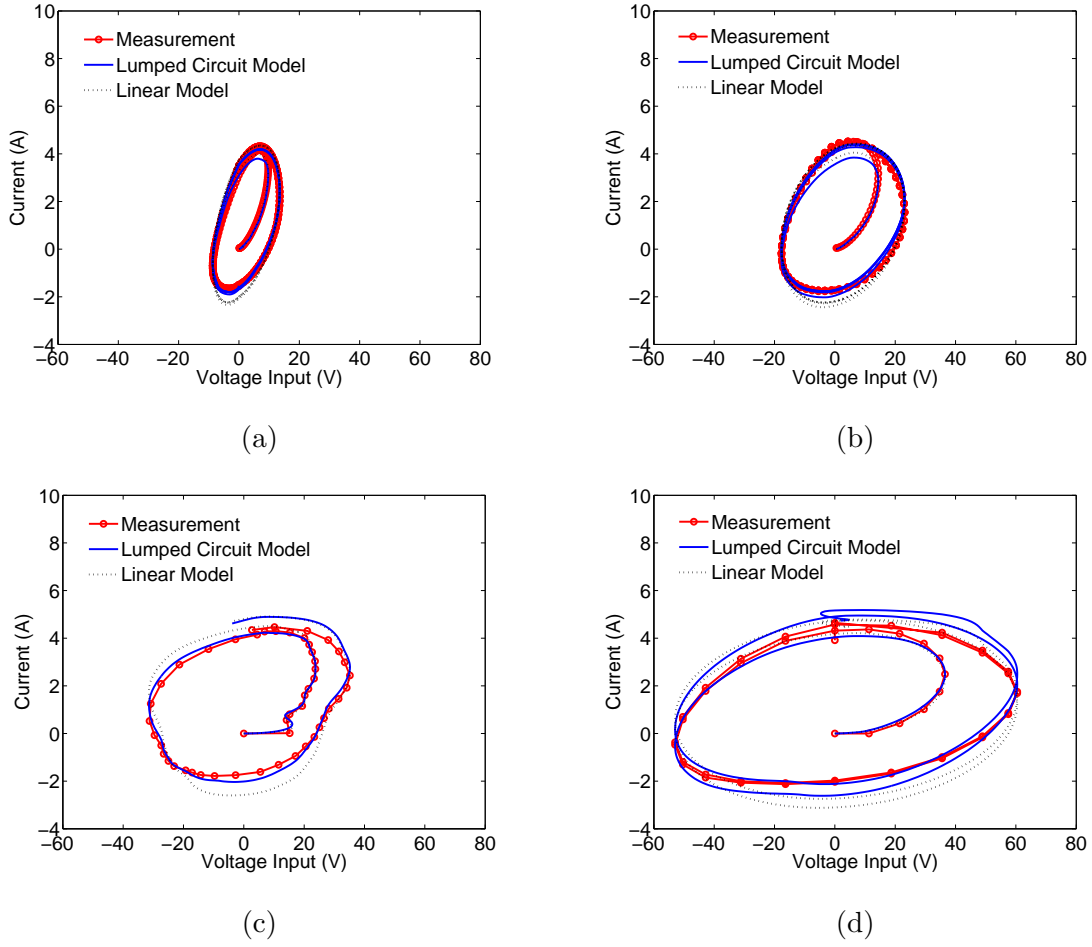 10
8
6
4
2
0
−2
−4
−60 −40 −20 0 20 40 60 80
Current (A)
Voltage Input (V)
Measurement
Lumped Circuit Model
Linear Model
(a)
10
8
6
4
2
0
−2
−4
−60 −40 −20 0 20 40 60 80
Current (A)
Voltage Input (V)
Measurement
Lumped Circuit Model
Linear Model
(b)
10
8
6
4
2
0
−2
−4
−60 −40 −20 0 20 40 60 80
Current (A)
Voltage Input (V)
Measurement
Lumped Circuit Model
Linear Model
(c)
10
8
6
4
2
0
−2
−4
−60 −40 −20 0 20 40 60 80
Current (A)
Voltage Input (V)
Measurement
Lumped Circuit Model
Linear Model
(d)